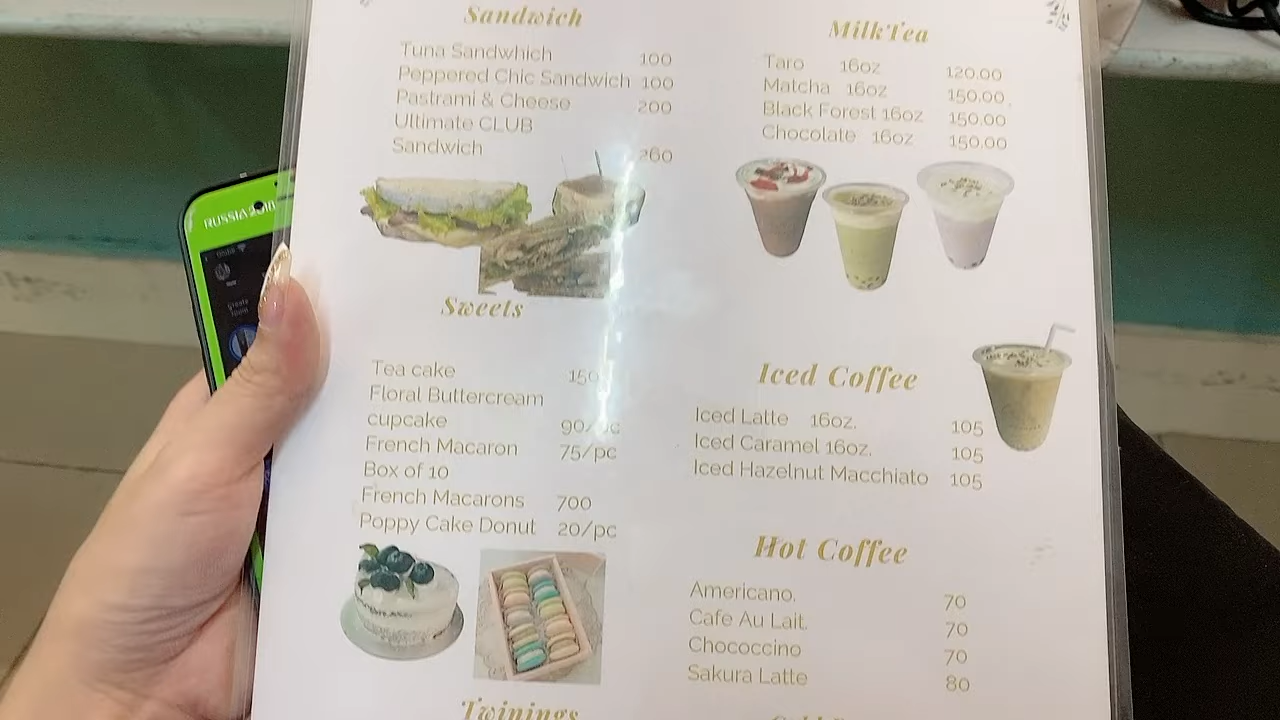 Sandwich
Tuna Sandwhich 100
Peppered Chic Sandwich 100
Pastrami & Cheese 200
Ultimate CLUB
Sandwich 260
Sweets
Tea cake 150
Floral Buttercream
cupcake 90/pc
French Macaron 75/pc
Box of 10
French Macarons 700
Poppy Cake Donut 20/pc
Twinings
MilkTea
Taro 16oz 120.00
Matcha 16oz 150.00
Black Forest 16oz 150.00
Chocolate 16oz 150.00
Iced Coffee
Iced Latte 16oz. 105
Iced Caramel 16oz. 105
Iced Hazelnut Macchiato 105
Hot Coffee
Americano. 70
Cafe Au Lait. 70
Chococcino 70
Sakura Latte 80
RUSSIA 2018